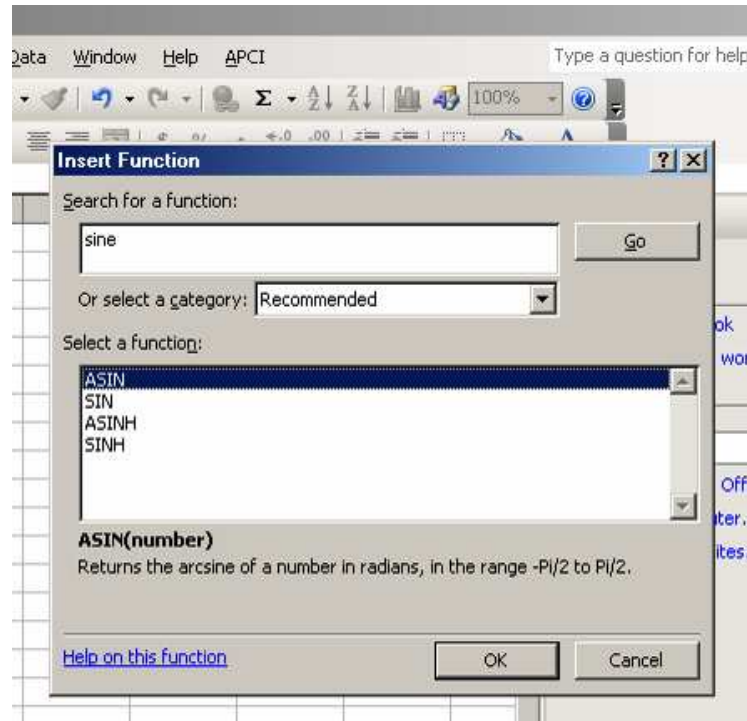 Data Window Help APCI Type a question for help
Σ A Z Z A 100% ?
Insert Function ? X
Search for a function:
sine
Go
Or select a category: Recommended
Select a function:
ASIN
SIN
ASINH
SINH
ASIN(number)
Returns the arcsine of a number in radians, in the range -Pi/2 to Pi/2.
Help on this function OK Cancel
ok
Off